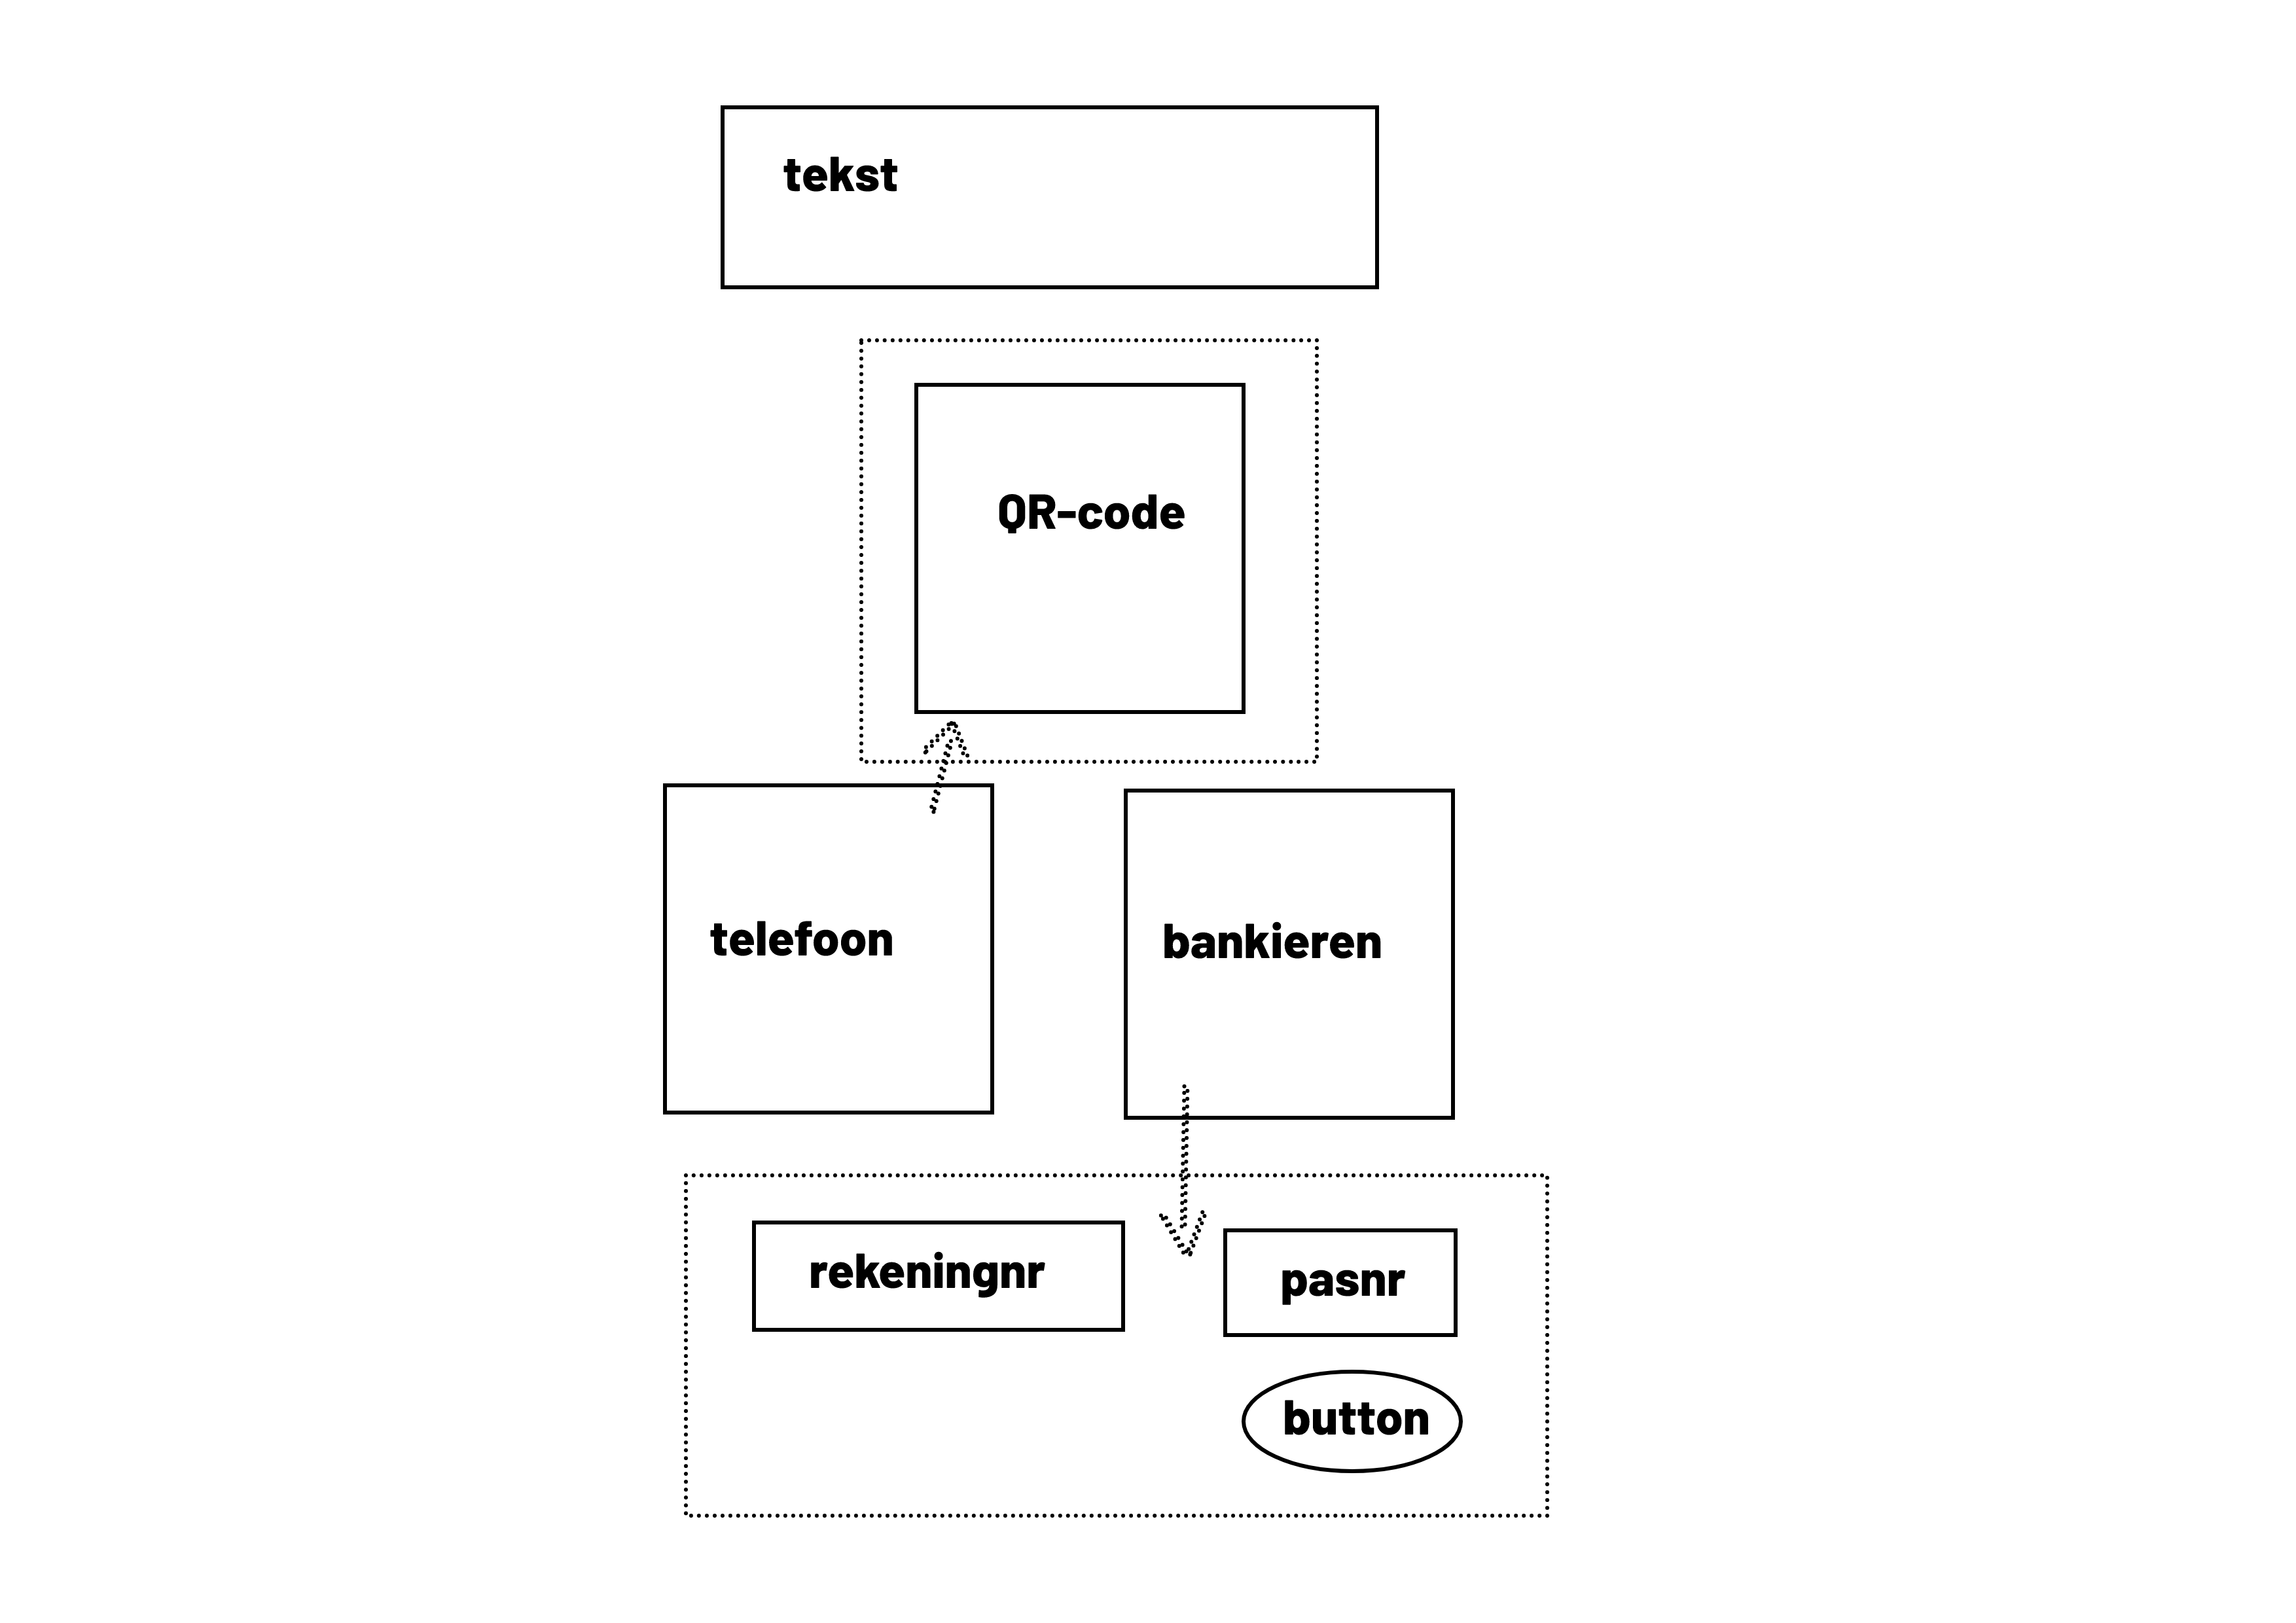 tekst
QR-code
telefoon
bankieren
rekeningnr
pasnr
button